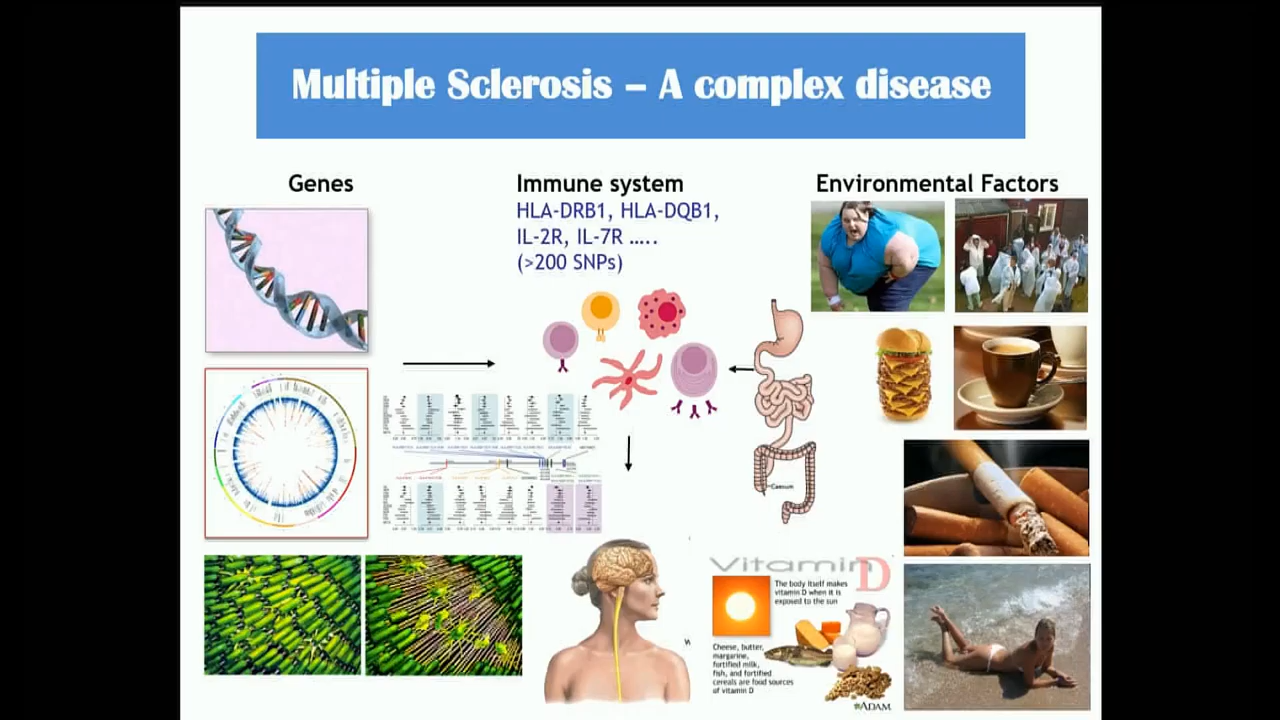 Multiple Sclerosis – A complex disease
Genes
Immune system
HLA-DRB1, HLA-DQB1,
IL-2R, IL-7R .....
(>200 SNPs)
Environmental Factors
Caecum
Vitamin D
The body itself makes
vitamin D when it is
exposed to the sun
Cheese, butter,
margarine,
fortified milk,
fish, and fortified
cereals are food sources
of vitamin D
ADAM